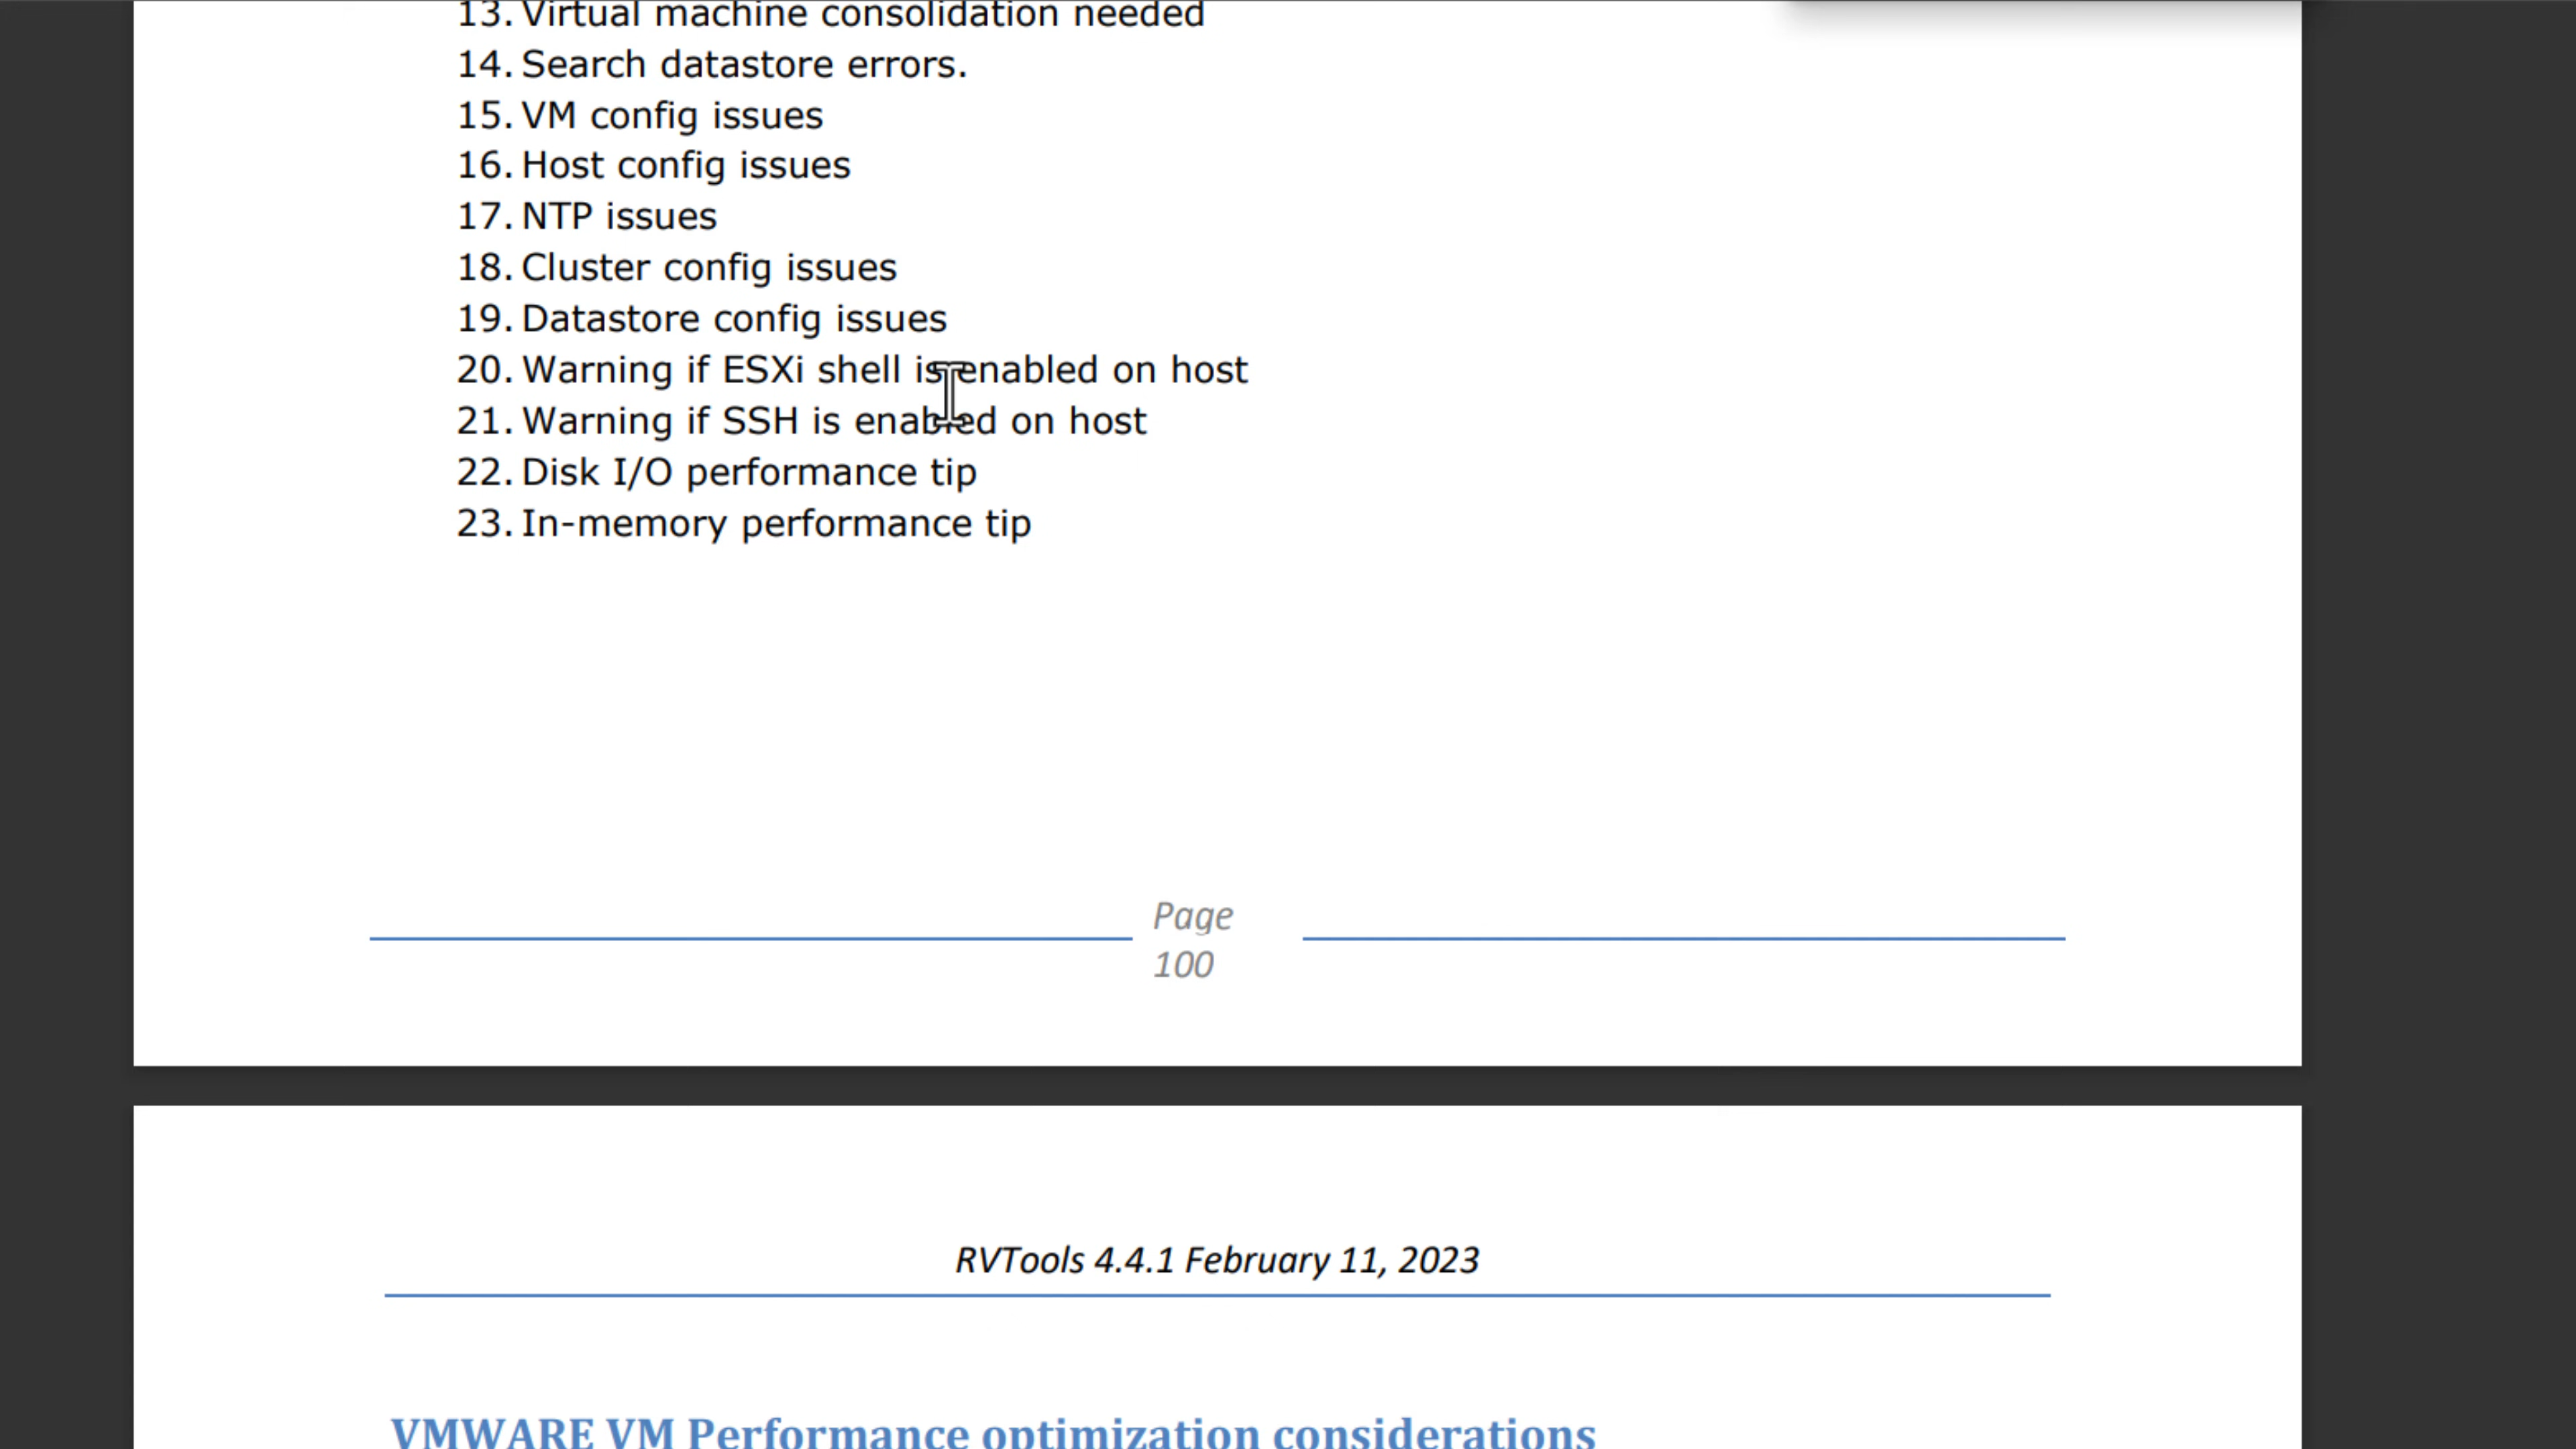 13. Virtual machine consolidation needed
14. Search datastore errors.
15. VM config issues
16. Host config issues
17. NTP issues
18. Cluster config issues
19. Datastore config issues
20. Warning if ESXi shell is enabled on host
21. Warning if SSH is enabled on host
22. Disk I/O performance tip
23. In-memory performance tip
Page
100
RVTools 4.4.1 February 11, 2023
VMWARE VM Performance optimization considerations